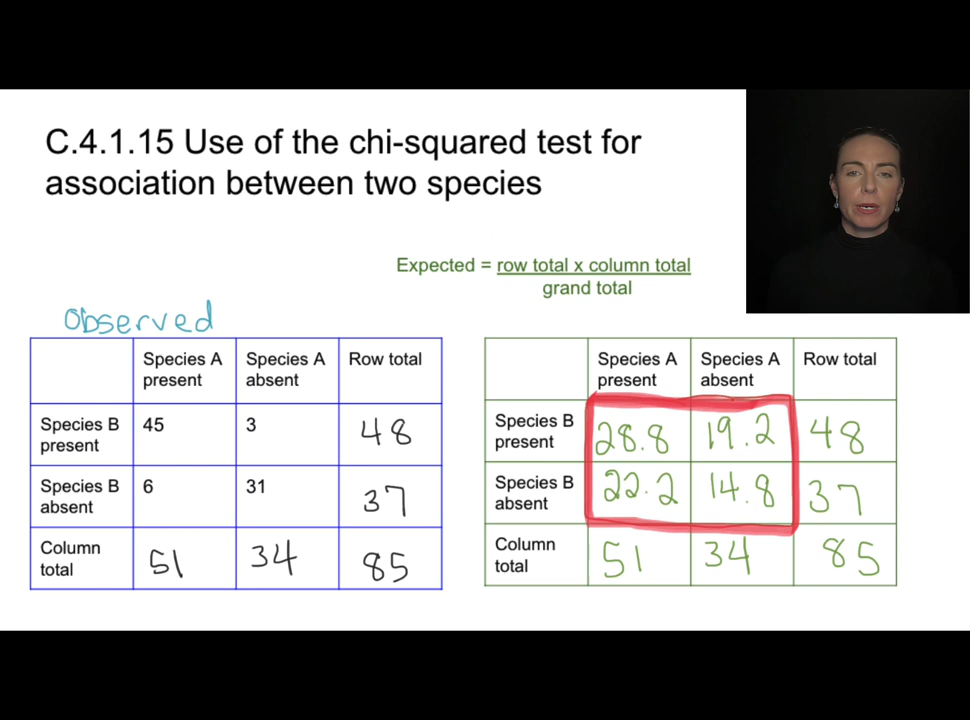 C.4.1.15 Use of the chi-squared test for
association between two species
Expected = row total x column total
grand total
Observed
Species A present Species A absent Row total
Species B present 45 3 48
Species B absent 6 31 37
Column total 51 34 85
Species A present Species A absent Row total
Species B present 28.8 19.2 48
Species B absent 22.2 14.8 37
Column total 51 34 85